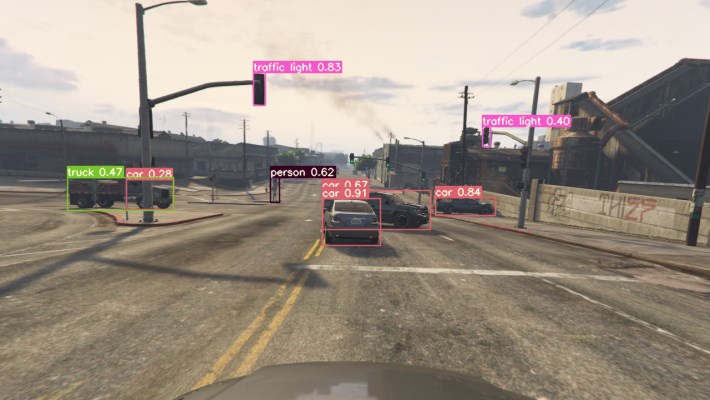 traffic light 0.83
traffic light 0.40
truck 0.47
car 0.28
person 0.62
car 0.67
car 0.91
car 0.84